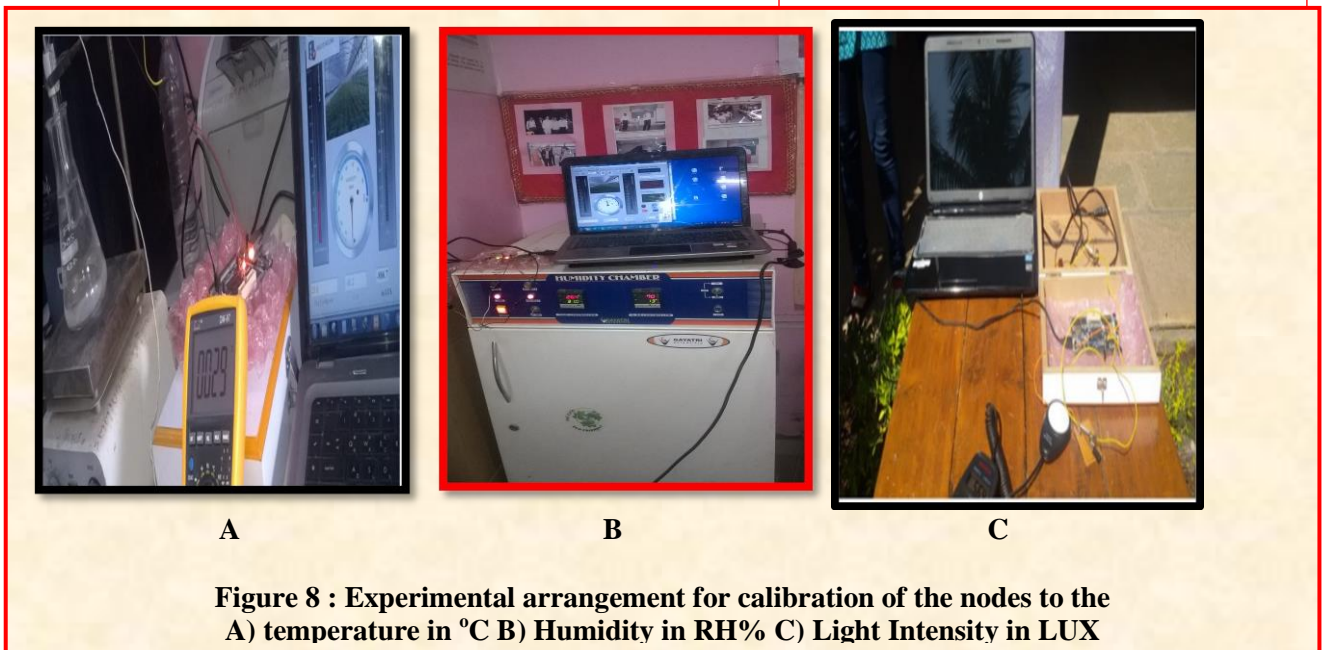 0029
HUMIDITY CHAMBER
A
B
C
Figure 8 : Experimental arrangement for calibration of the nodes to the
A) temperature in °C B) Humidity in RH% C) Light Intensity in LUX